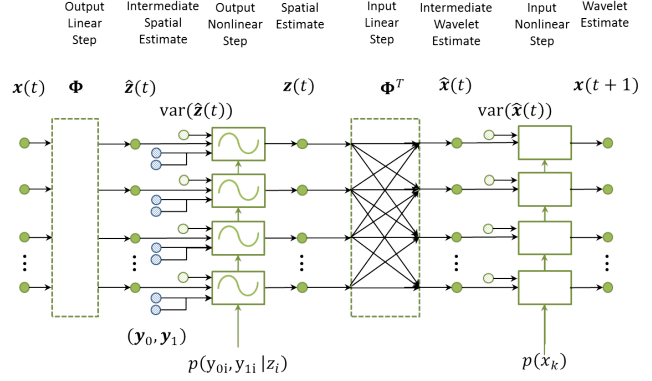 Output Linear Step
Intermediate Spatial Estimate
Output Nonlinear Step
Spatial Estimate
Input Linear Step
Intermediate Wavelet Estimate
Input Nonlinear Step
Wavelet Estimate
x(t)
Φ
ẑ(t)
z(t)
Φᵀ
x̂(t)
x(t + 1)
var(ẑ(t))
var(x̂(t))
(y₀, y₁)
p(y₀ᵢ, y₁ᵢ |zᵢ)
p(xₖ)